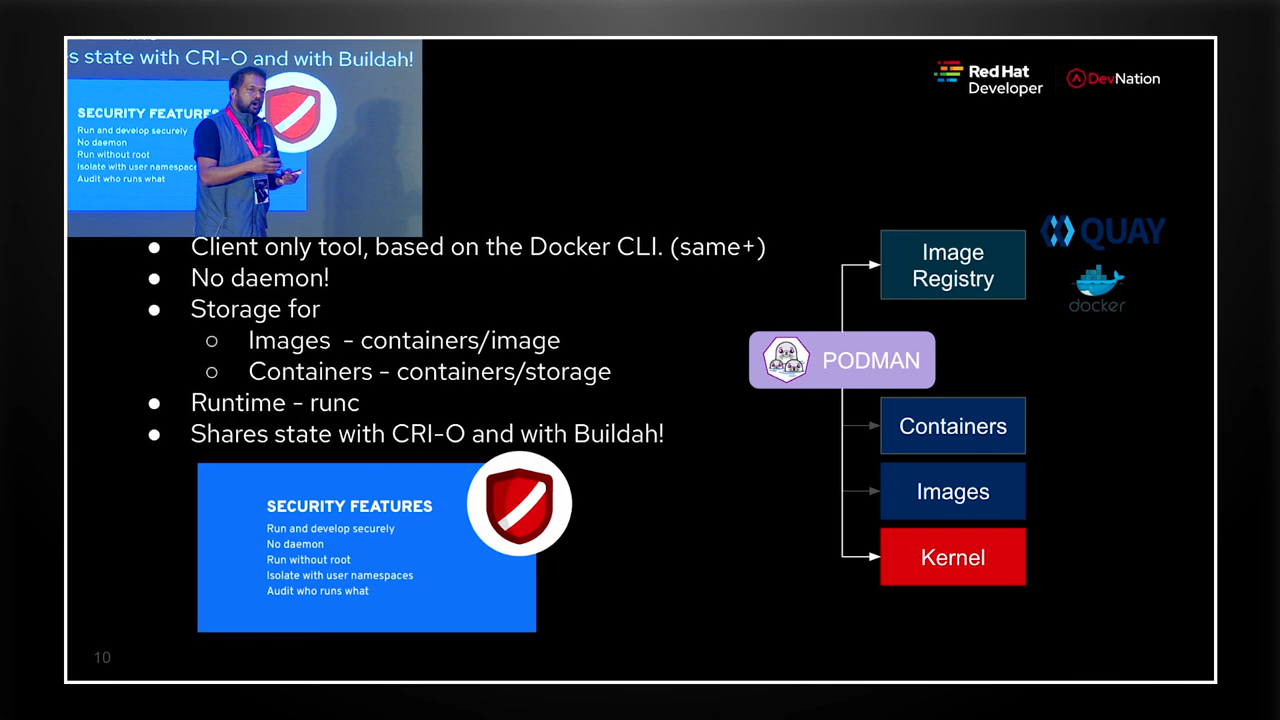 s state with CRI-O and with Buildah!
SECURITY FEATURES
Run and develop securely
No daemon
Run without root
Isolate with user namespace
Audit who runs what
Red Hat
Developer
DevNation
● Client only tool, based on the Docker CLI. (same+)
● No daemon!
● Storage for
○ Images - containers/image
○ Containers - containers/storage
● Runtime - runc
● Shares state with CRI-O and with Buildah!
SECURITY FEATURES
Run and develop securely
No daemon
Run without root
Isolate with user namespaces
Audit who runs what
Image
Registry
QUAY
docker
PODMAN
Containers
Images
Kernel
10